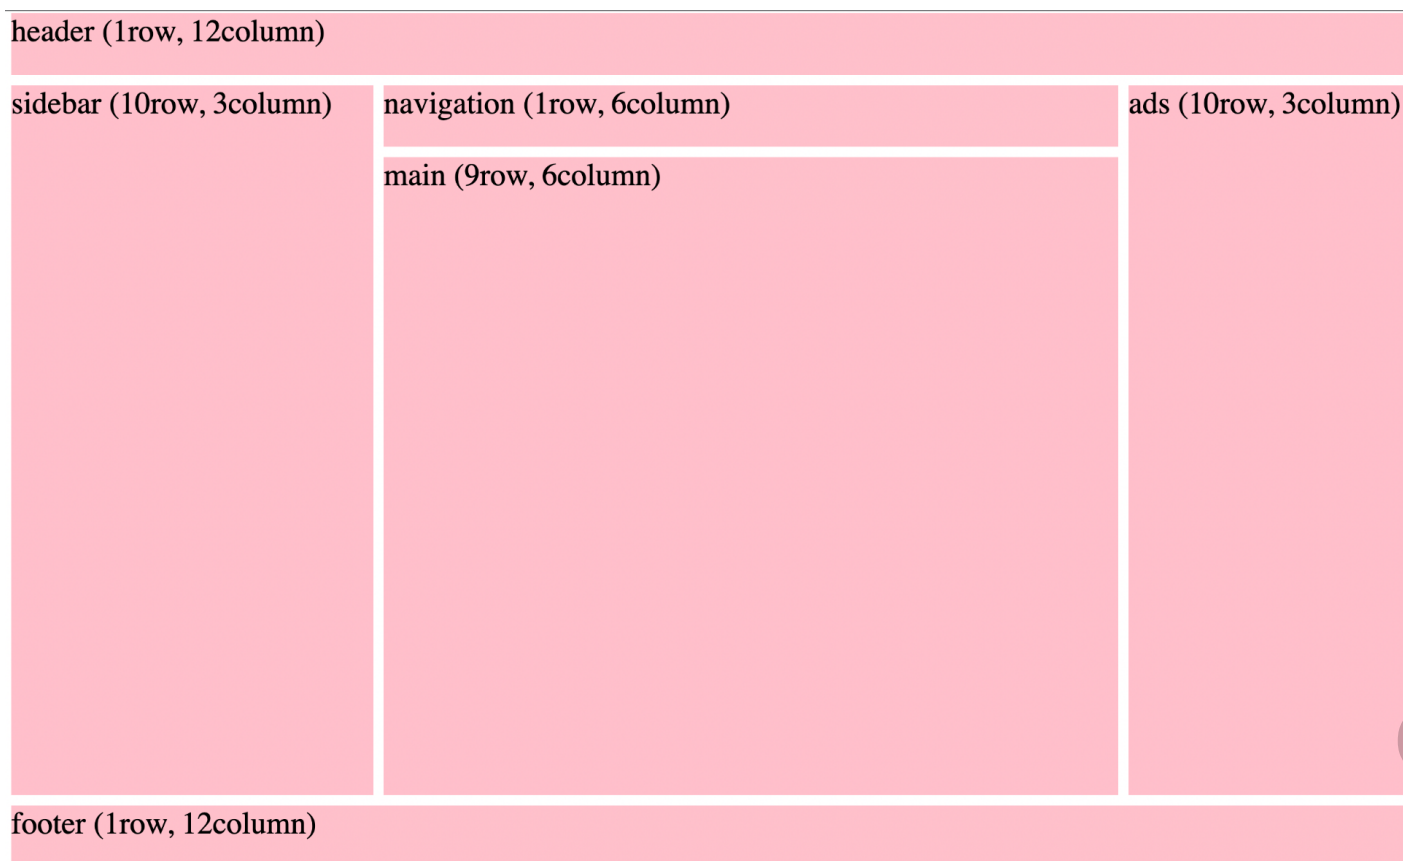 header (1row, 12column)
sidebar (10row, 3column)
navigation (1row, 6column)
ads (10row, 3column)
main (9row, 6column)
footer (1row, 12column)